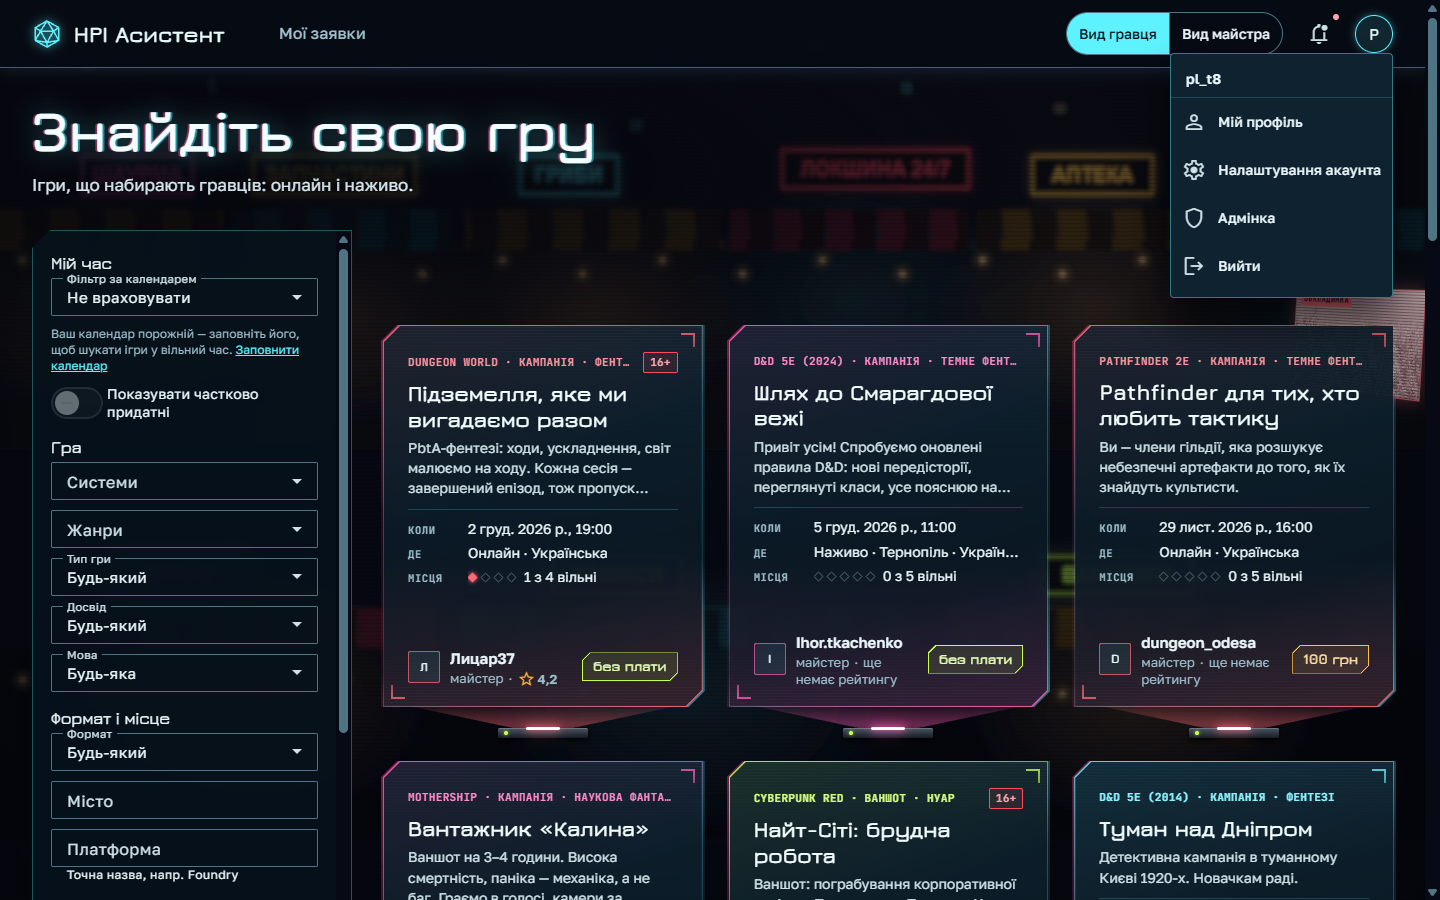 НРІ Асистент
Мої заявки
Вид гравця
Вид майстра
P
pl_t8
Мій профіль
Налаштування акаунта
Адмінка
Вийти
Знайдіть свою гру
Ігри, що набирають гравців: онлайн і наживо.
ГРИБИ
ЛОКШИНА 24/7
АПТЕКА
Мій час
Фільтр за календарем
Не враховувати
Ваш календар порожній — заповніть його,
щоб шукати ігри у вільний час. Заповнити
календар
Показувати частково
придатні
Гра
Системи
Жанри
Тип гри
Будь-який
Досвід
Будь-який
Мова
Будь-яка
Формат і місце
Формат
Будь-який
Місто
Платформа
Точна назва, напр. Foundry
DUNGEON WORLD · КАМПАНІЯ · ФЕНТ…
16+
Підземелля, яке ми
вигадаємо разом
PbtA-фентезі: ходи, ускладнення, світ
малюємо на ходу. Кожна сесія —
завершений епізод, тож пропуск…
КОЛИ 2 груд. 2026 р., 19:00
ДЕ Онлайн · Українська
МІСЦЯ 1 з 4 вільні
Л
Лицар37
майстер · 4,2
без плати
D&D 5E (2024) · КАМПАНІЯ · ТЕМНЕ ФЕНТ…
Шлях до Смарагдової
вежі
Привіт усім! Спробуємо оновлені
правила D&D: нові передісторії,
переглянуті класи, усе пояснюю на…
КОЛИ 5 груд. 2026 р., 11:00
ДЕ Наживо · Тернопіль · Україн…
МІСЦЯ 0 з 5 вільні
I
Ihor.tkachenko
майстер · ще
немає рейтингу
без плати
PATHFINDER 2E · КАМПАНІЯ · ТЕМНЕ ФЕНТ…
Pathfinder для тих, хто
любить тактику
Ви — члени гільдії, яка розшукує
небезпечні артефакти до того, як їх
знайдуть культисти.
КОЛИ 29 лист. 2026 р., 16:00
ДЕ Онлайн · Українська
МІСЦЯ 0 з 5 вільні
D
dungeon_odesa
майстер · ще немає
рейтингу
100 грн
MOTHERSHIP · КАМПАНІЯ · НАУКОВА ФАНТА…
Вантажник «Калина»
Ваншот на 3–4 години. Висока
смертність, паніка — механіка, а не
баг. Граємо в голосі, камери за
CYBERPUNK RED · ВАНШОТ · НУАР
16+
Найт-Сіті: брудна
робота
Ваншот: пограбування корпоративної
D&D 5E (2014) · КАМПАНІЯ · ФЕНТЕЗІ
Туман над Дніпром
Детективна кампанія в туманному
Києві 1920-х. Новачкам раді.